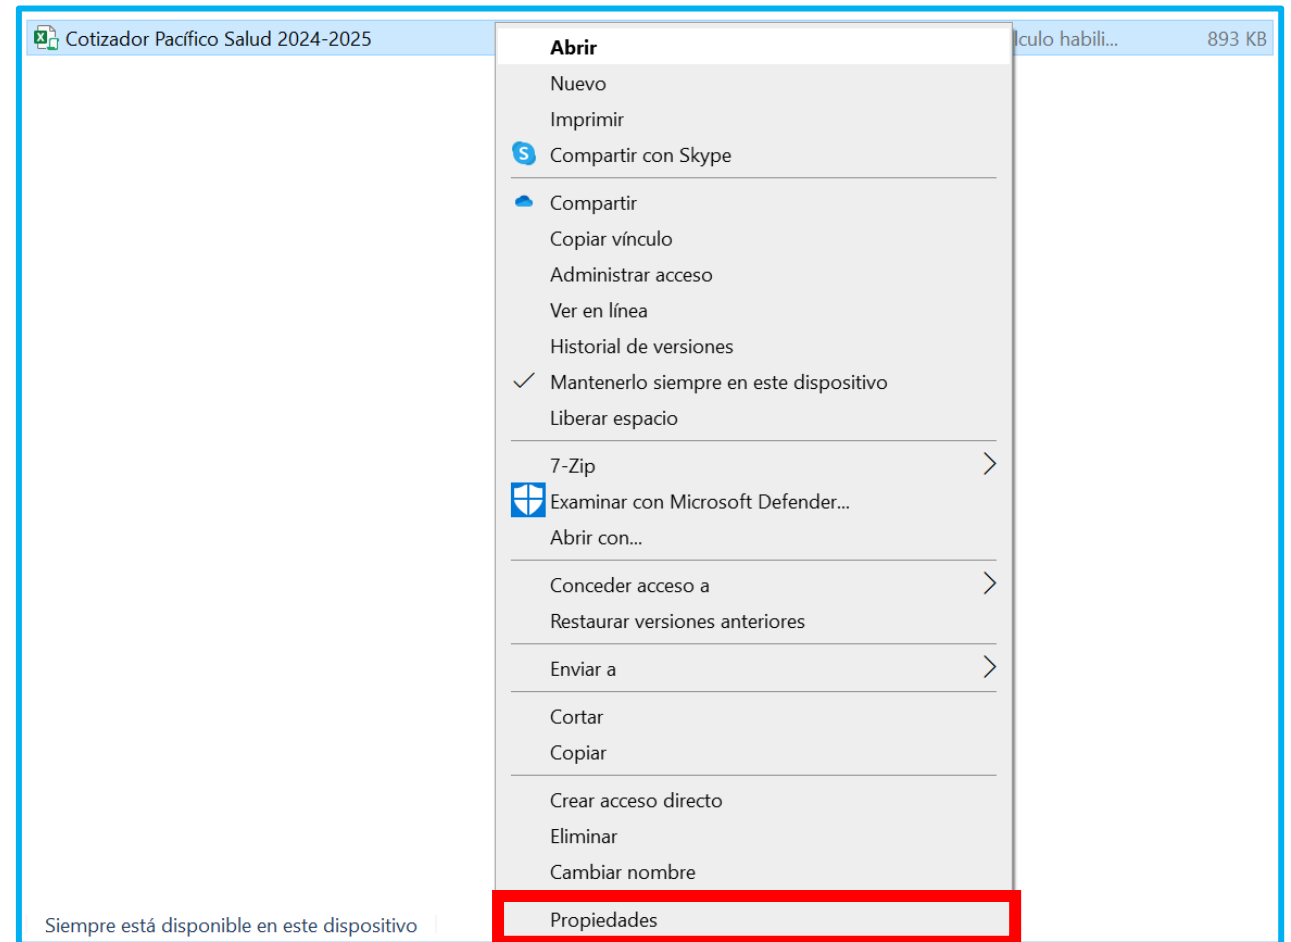 Cotizador Pacífico Salud 2024-2025
lculo habili...
893 KB
Abrir
Nuevo
Imprimir
Compartir con Skype
Compartir
Copiar vínculo
Administrar acceso
Ver en línea
Historial de versiones
Mantenerlo siempre en este dispositivo
Liberar espacio
7-Zip
Examinar con Microsoft Defender...
Abrir con...
Conceder acceso a
Restaurar versiones anteriores
Enviar a
Cortar
Copiar
Crear acceso directo
Eliminar
Cambiar nombre
Propiedades
Siempre está disponible en este dispositivo